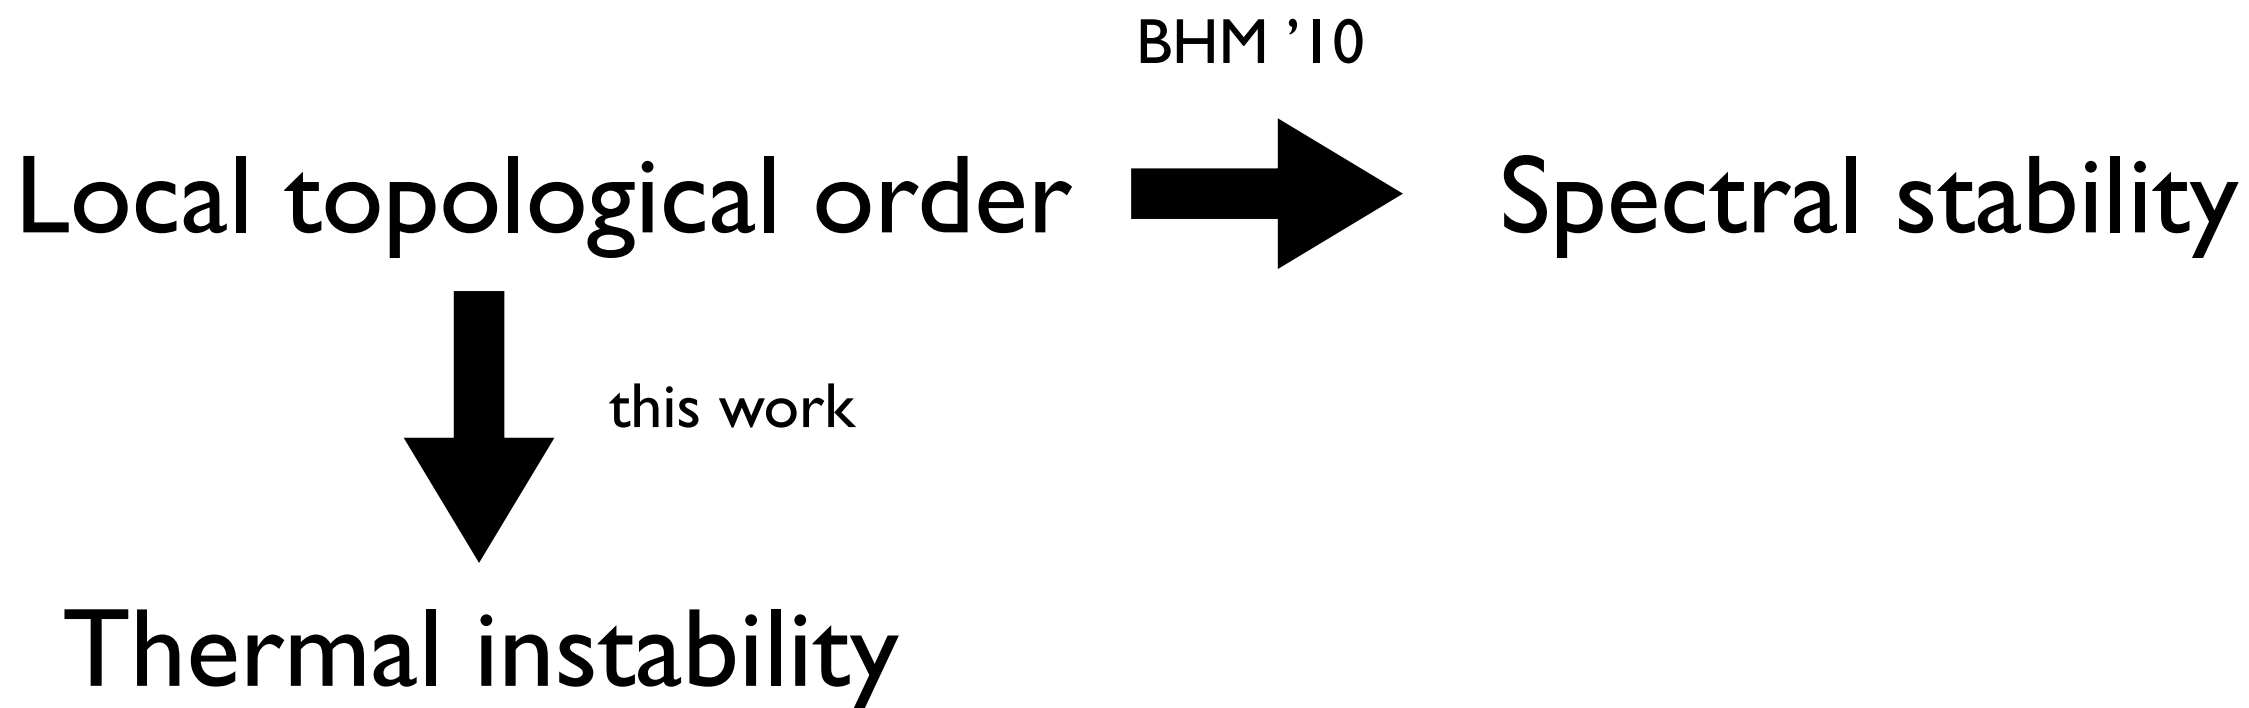 BHM ’10
Local topological order
Spectral stability
this work
Thermal instability